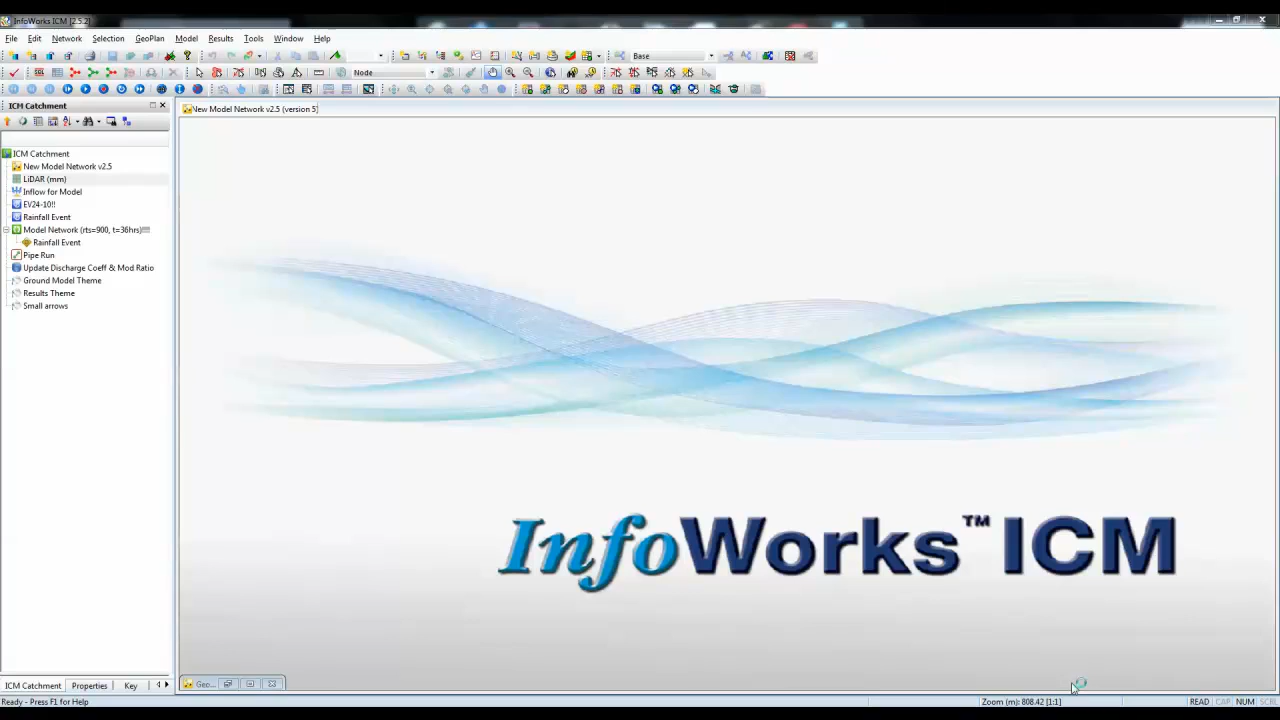 InfoWorks ICM [2.5.2]
File Edit Network Selection GeoPlan Model Results Tools Window Help
Base
Node
ICM Catchment
New Model Network v2.5 (version 5)
ICM Catchment
New Model Network v2.5
LiDAR (mm)
Inflow for Model
EV24-10!!
Rainfall Event
Model Network (rts=900, t=36hrs)
Rainfall Event
Pipe Run
Update Discharge Coeff & Mod Ratio
Ground Model Theme
Results Theme
Small arrows
InfoWorks™ ICM
Geo...
ICM Catchment Properties Key
Ready - Press F1 for Help
Zoom (m): 808.42 [1:1]
READ CAP NUM SCRL